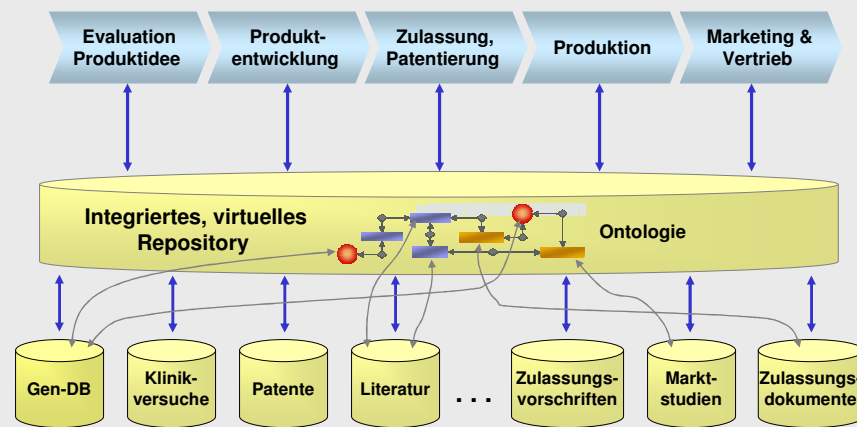 Evaluation
Produktidee
Produkt-
entwicklung
Zulassung,
Patentierung
Produktion
Marketing &
Vertrieb
Integriertes, virtuelles
Repository
Ontologie
Gen-DB
Klinik-
versuche
Patente
Literatur
...
Zulassungs-
vorschriften
Markt-
studien
Zulassungs-
dokumente